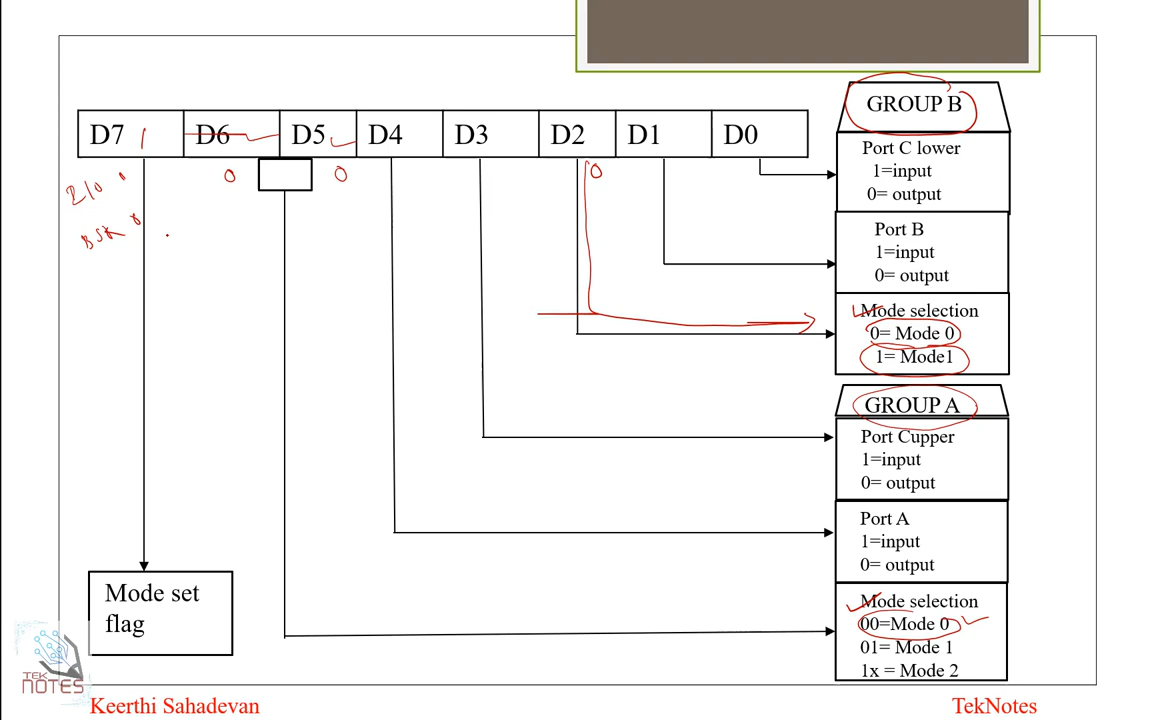 GROUP B
D7 1 D6 D5 D4 D3 D2 D1 D0
0 0 0
I/O
BSR
Port C lower
1=input
0= output
Port B
1=input
0= output
Mode selection
0= Mode 0
1= Mode1
GROUP A
Port Cupper
1=input
0= output
Port A
1=input
0= output
Mode selection
00=Mode 0
01= Mode 1
1x = Mode 2
Mode set
flag
TEK
NOTES
Keerthi Sahadevan
TekNotes